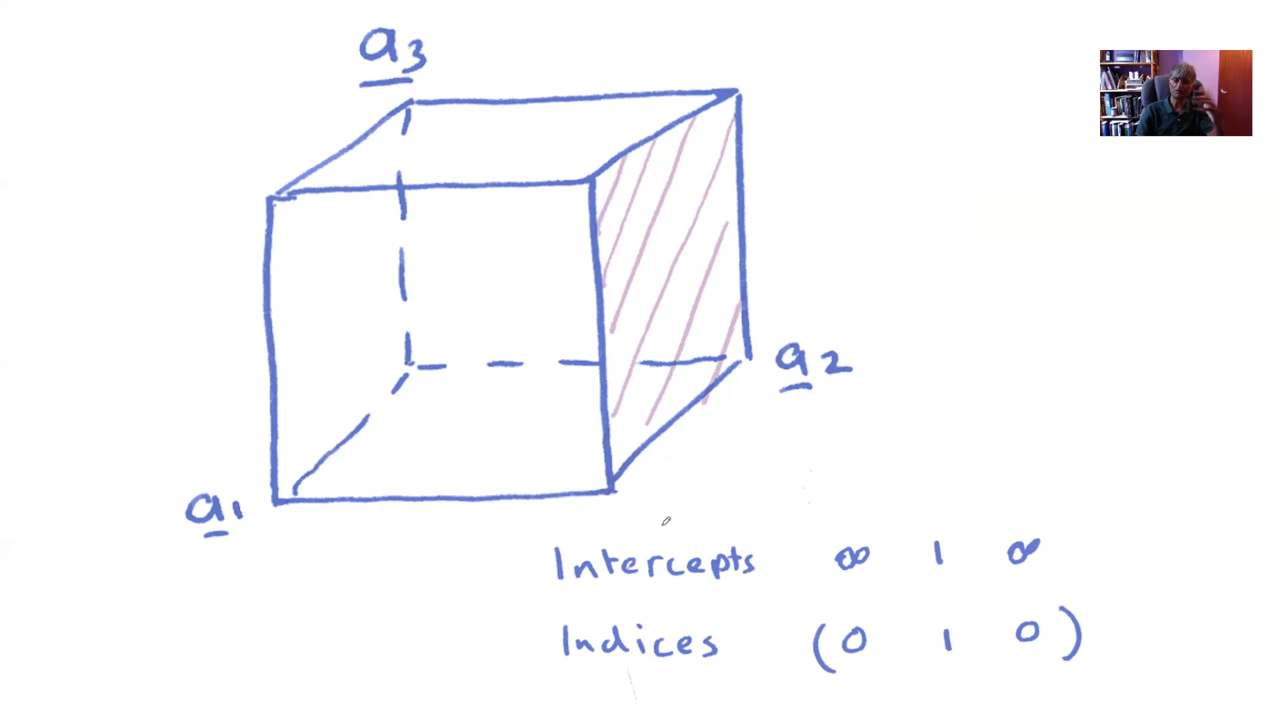 a3
a2
a1
Intercepts ∞ 1 ∞
Indices (0 1 0)